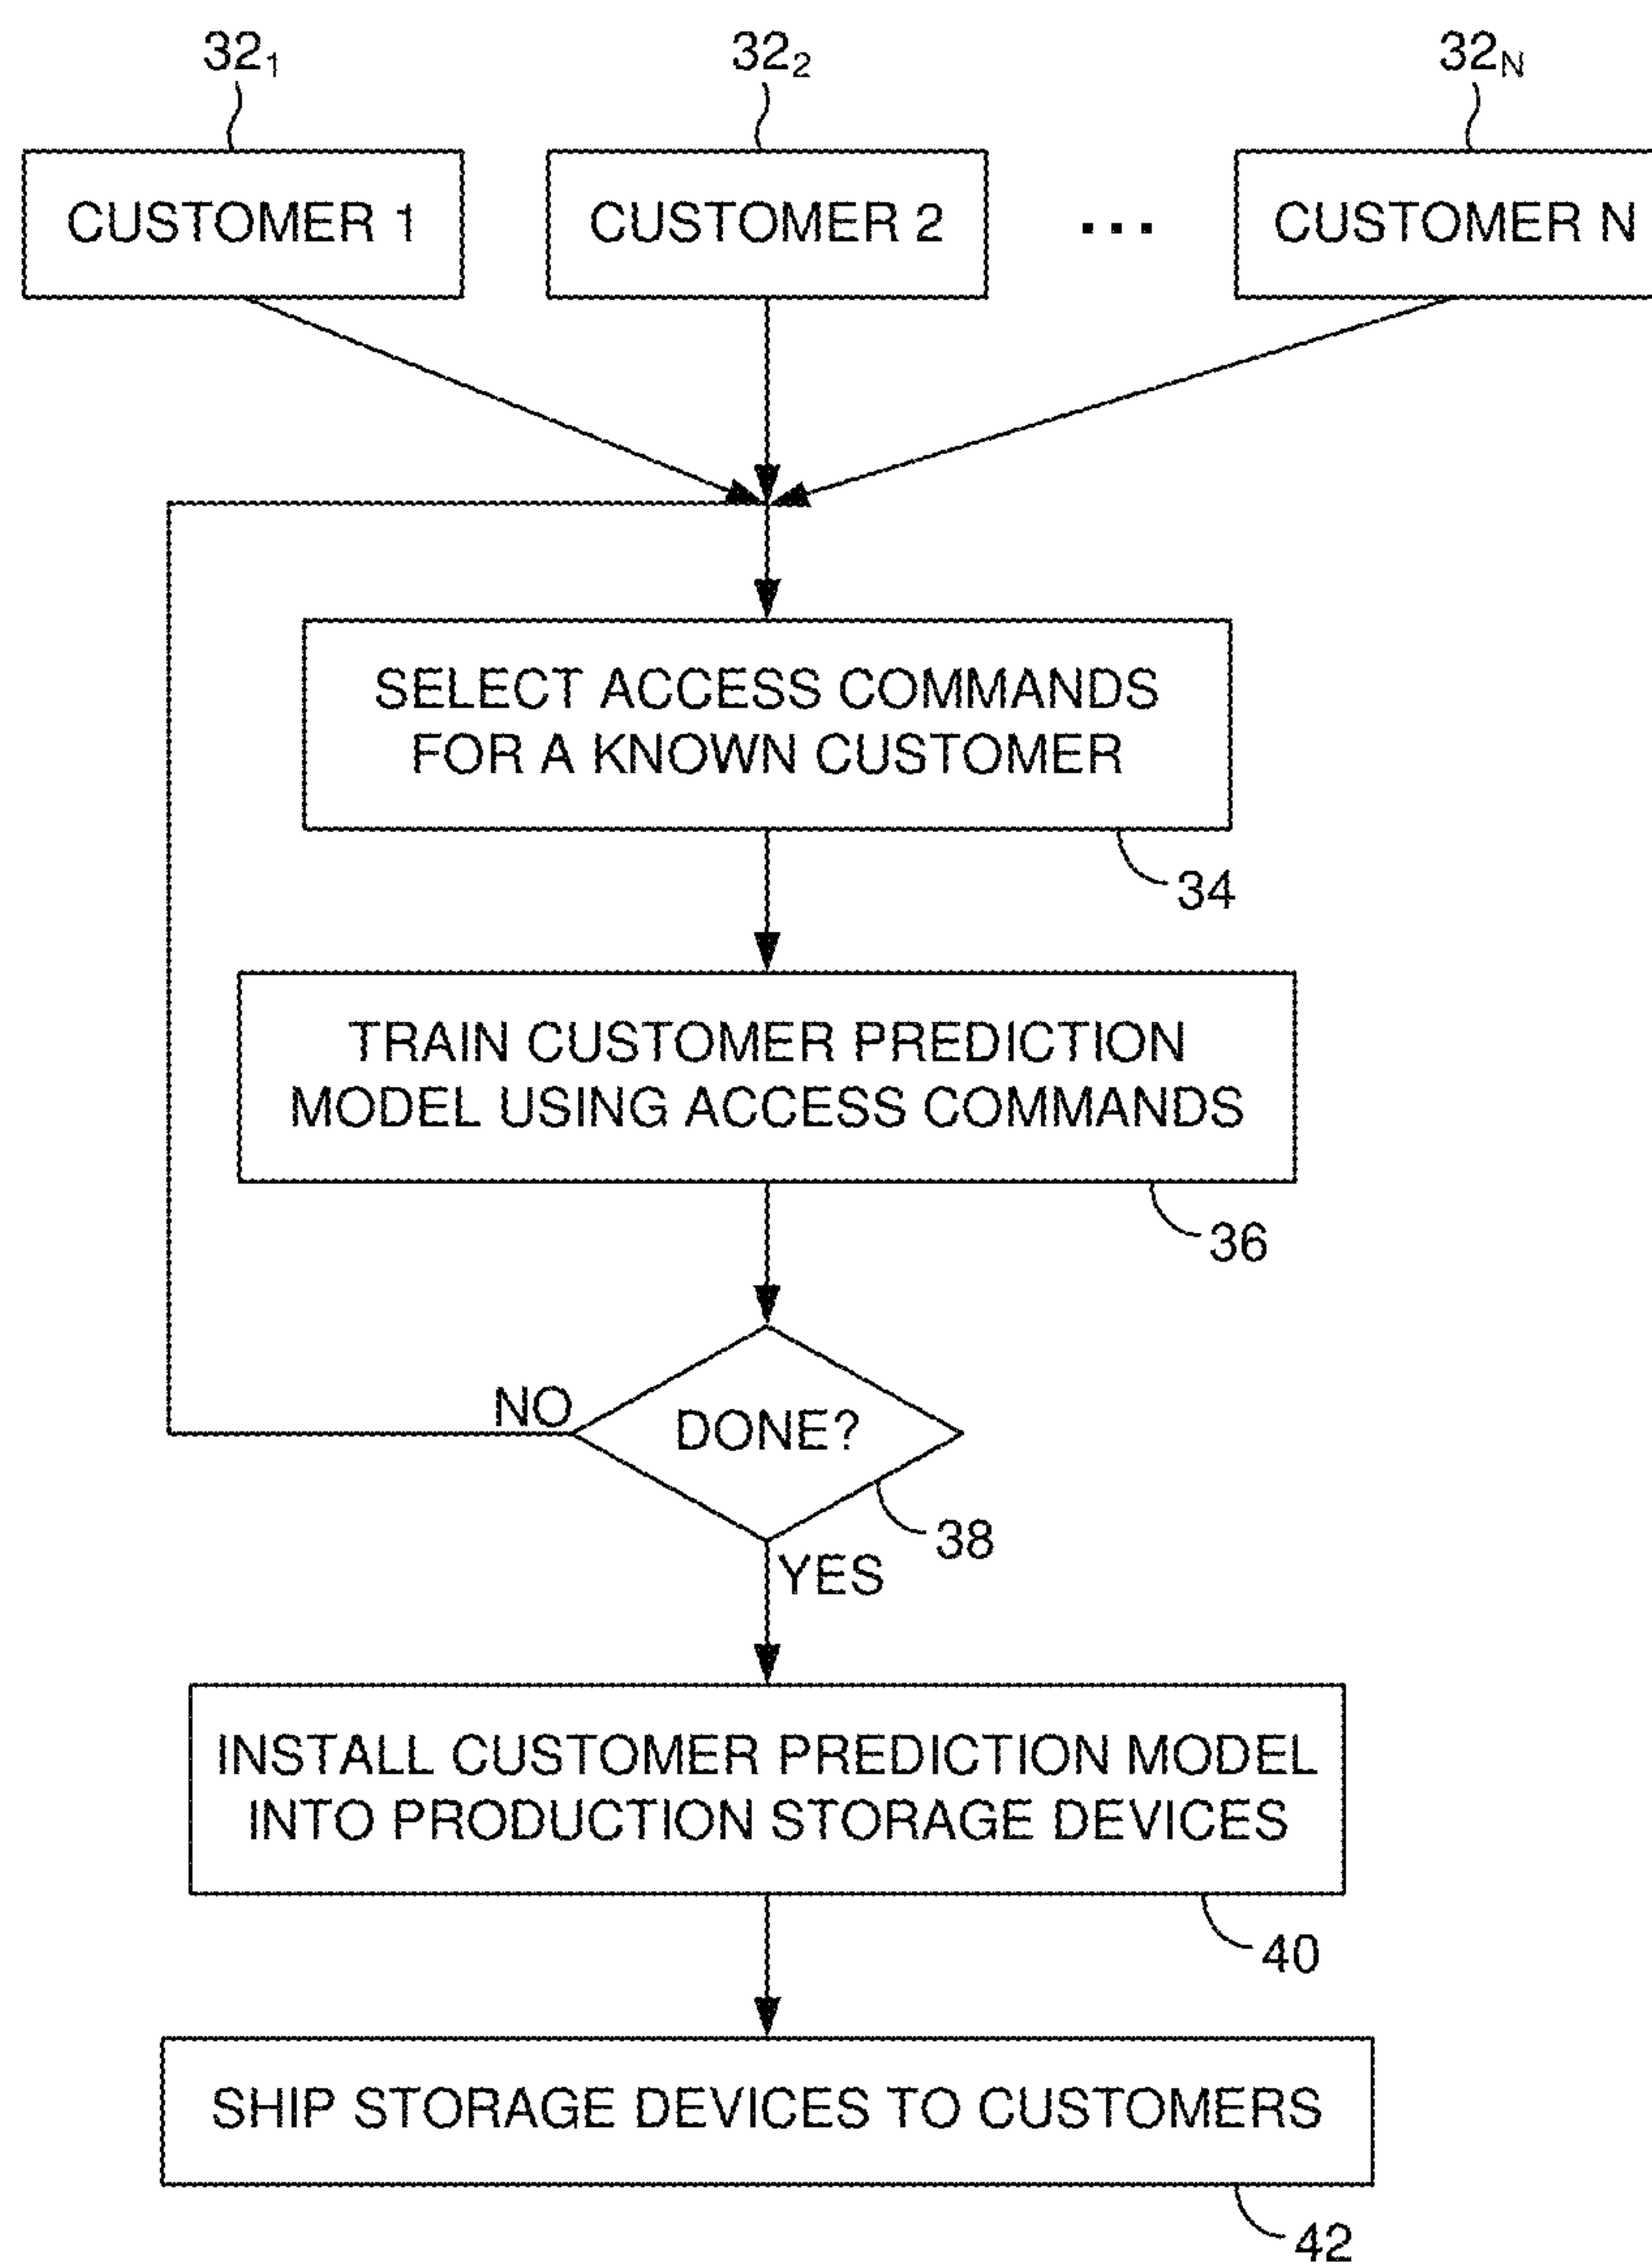 32₁ 32₂ 32ₙ
CUSTOMER 1 CUSTOMER 2 ... CUSTOMER N
SELECT ACCESS COMMANDS
FOR A KNOWN CUSTOMER
34
TRAIN CUSTOMER PREDICTION
MODEL USING ACCESS COMMANDS
36
NO
DONE?
38
YES
INSTALL CUSTOMER PREDICTION MODEL
INTO PRODUCTION STORAGE DEVICES
40
SHIP STORAGE DEVICES TO CUSTOMERS
42